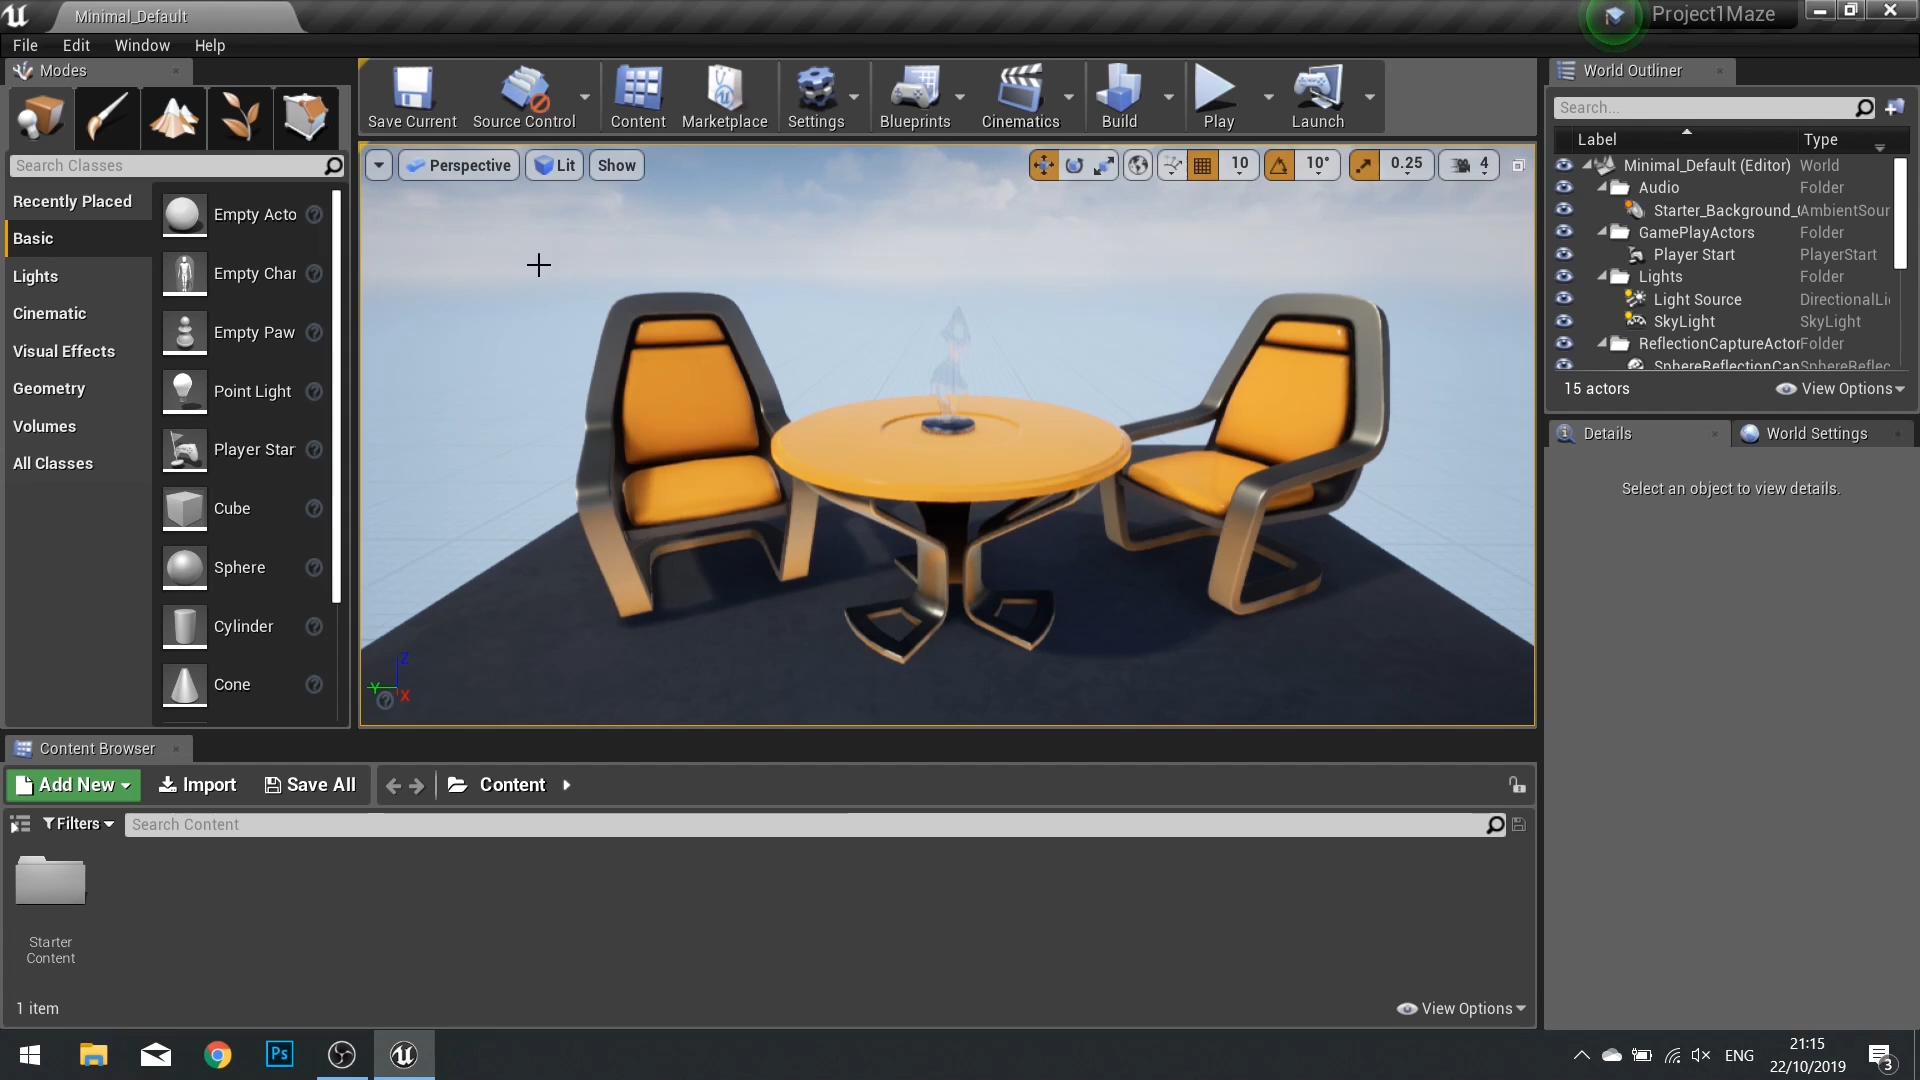 Minimal_Default
Project1Maze
File Edit Window Help
Modes
Search Classes
Recently Placed
Basic
Lights
Cinematic
Visual Effects
Geometry
Volumes
All Classes
Empty Acto
Empty Char
Empty Paw
Point Light
Player Star
Cube
Sphere
Cylinder
Cone
Save Current
Source Control
Content
Marketplace
Settings
Blueprints
Cinematics
Build
Play
Launch
Perspective
Lit
Show
10
10°
0.25
4
Z
Y
X
World Outliner
Search...
Label Type
Minimal_Default (Editor) World
Audio Folder
Starter_Background_ AmbientSour
GamePlayActors Folder
Player Start PlayerStart
Lights Folder
Light Source DirectionalLi
SkyLight SkyLight
ReflectionCaptureActor Folder
SphereReflectionCap SphereReflec
15 actors
View Options
Details
World Settings
Select an object to view details.
Content Browser
Add New
Import
Save All
Content
Filters
Search Content
Starter
Content
1 item
View Options
Ps
ENG
21:15
22/10/2019
3